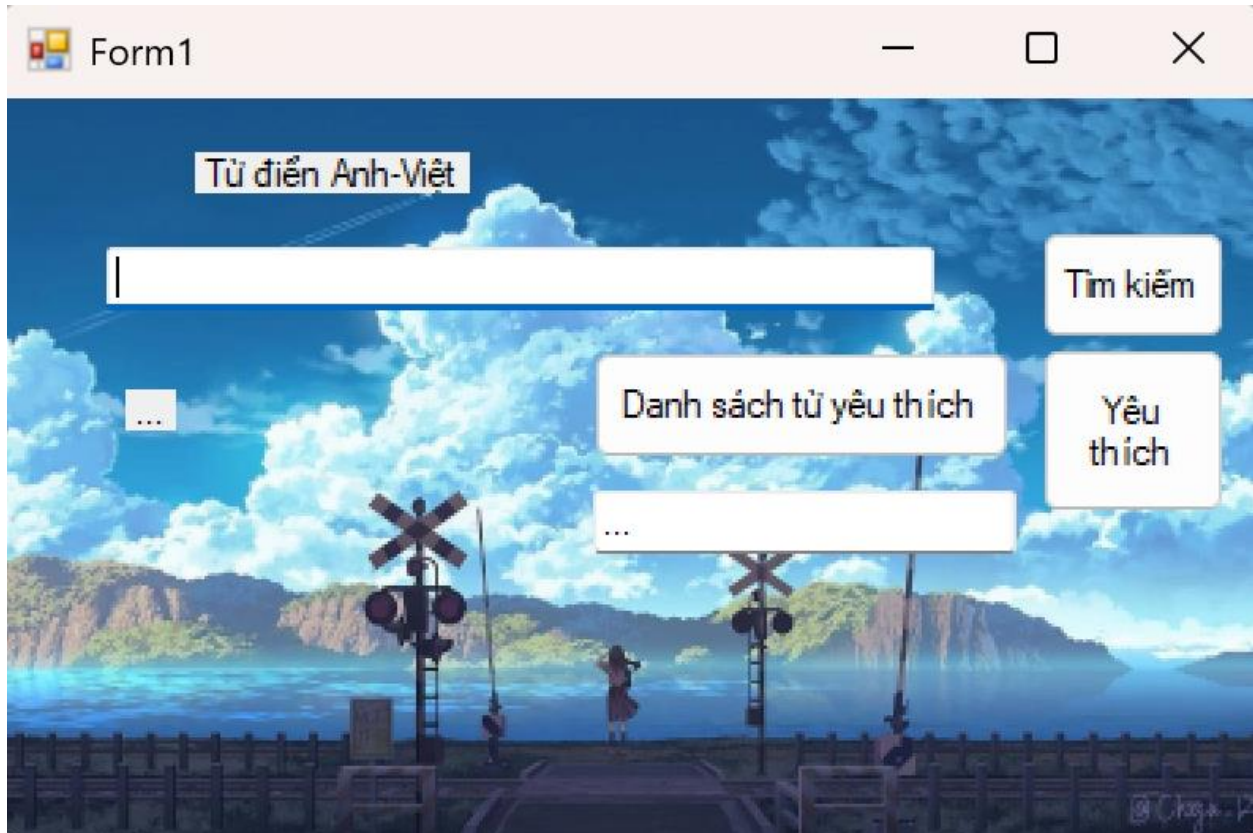 Form1
Từ điển Anh-Việt
Tìm kiếm
...
Danh sách từ yêu thích
Yêu
thích
...